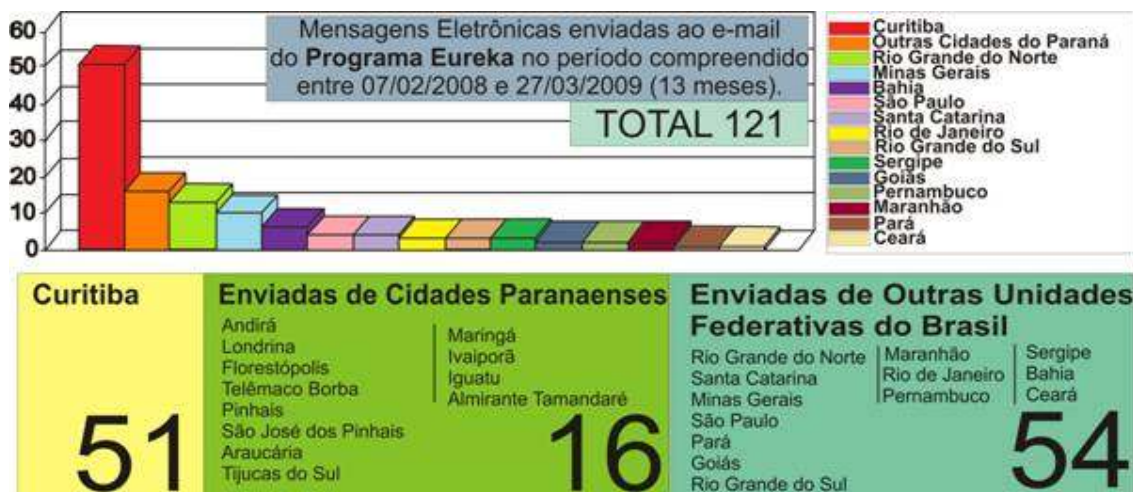 60
50
40
30
20
10
0
Mensagens Eletrônicas enviadas ao e-mail
do Programa Eureka no período compreendido
entre 07/02/2008 e 27/03/2009 (13 meses).
TOTAL 121
Curitiba
Outras Cidades do Paraná
Rio Grande do Norte
Minas Gerais
Bahia
São Paulo
Santa Catarina
Rio de Janeiro
Rio Grande do Sul
Sergipe
Goiás
Pernambuco
Maranhão
Pará
Ceará
Curitiba
51
Enviadas de Cidades Paranaenses
Andirá
Londrina
Florestópolis
Telêmaco Borba
Pinhais
São José dos Pinhais
Araucária
Tijucas do Sul
Maringá
Ivaiporã
Iguatu
Almirante Tamandaré
16
Enviadas de Outras Unidades
Federativas do Brasil
Rio Grande do Norte
Santa Catarina
Minas Gerais
São Paulo
Pará
Goiás
Rio Grande do Sul
Maranhão
Rio de Janeiro
Pernambuco
Sergipe
Bahia
Ceará
54